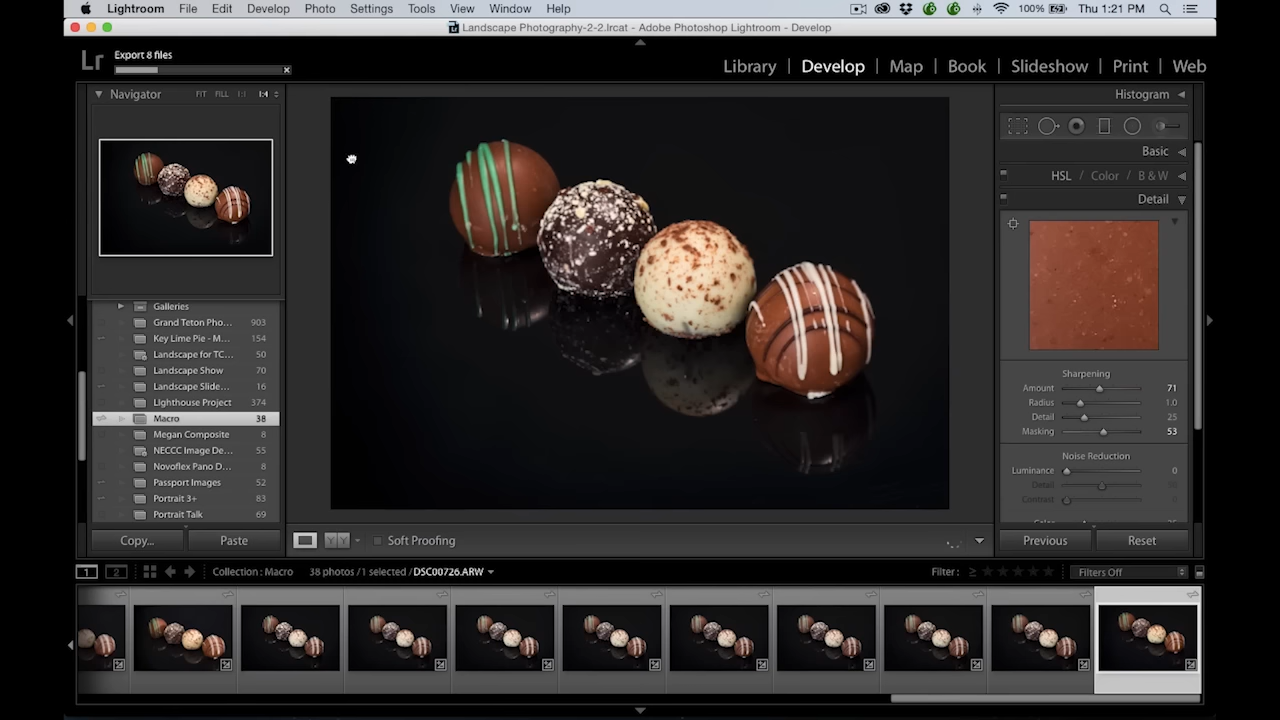 Lightroom File Edit Develop Photo Settings Tools View Window Help 100% Thu 1:21 PM
Landscape Photography-2-2.lrcat - Adobe Photoshop Lightroom - Develop
Lr Export 8 files
Library | Develop | Map | Book | Slideshow | Print | Web
Navigator FIT FILL 1:1
Histogram
Basic
HSL / Color / B & W
Detail
Galleries
Grand Teton Pho... 903
Key Lime Pie - M... 154
Landscape for TC... 50
Landscape Show 70
Landscape Slide... 16
Lighthouse Project 374
Macro 38
Megan Composite 8
NECCC Image De... 55
Novoflex Pano D... 8
Passport Images 52
Portrait 3+ 83
Portrait Talk 69
Sharpening
Amount 71
Radius 1.0
Detail 25
Masking 53
Noise Reduction
Luminance 0
Detail
Contrast 0
Copy... Paste
Y Y Soft Proofing
Previous Reset
1 2 Collection : Macro 38 photos /1 selected /DSC00726.ARW Filter : ≥ Filters Off